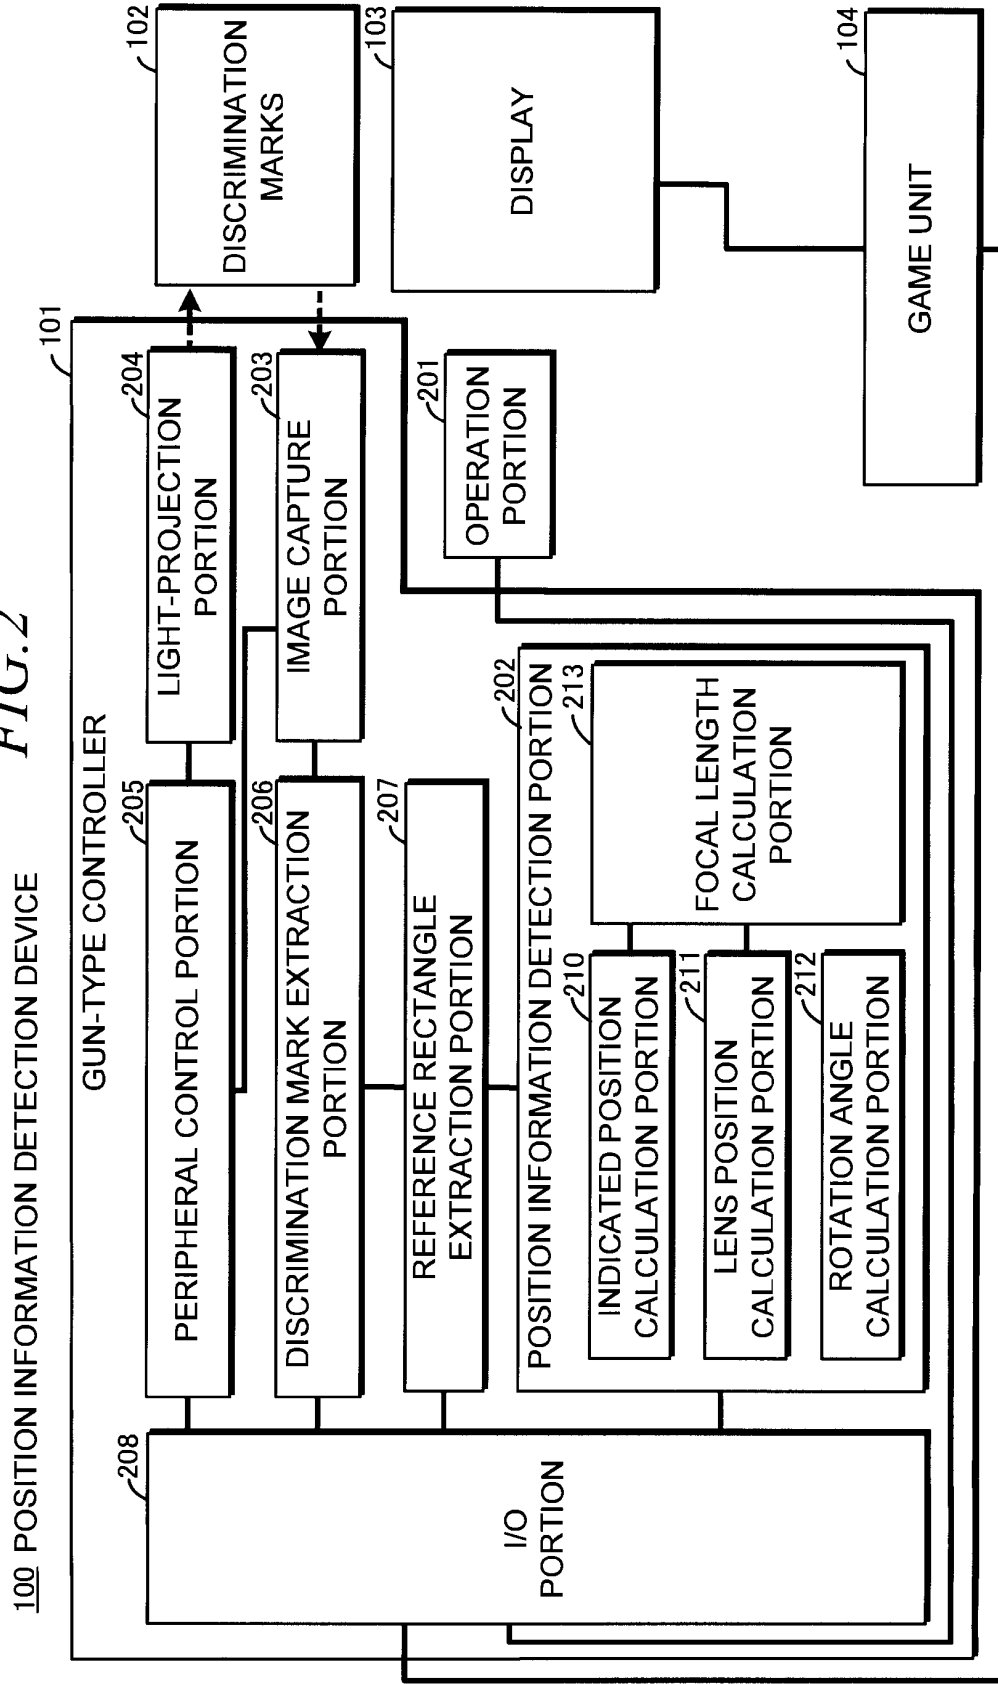 FIG.2
100 POSITION INFORMATION DETECTION DEVICE
101
GUN-TYPE CONTROLLER
208
I/O
PORTION
205
PERIPHERAL CONTROL PORTION
204
LIGHT-PROJECTION
PORTION
102
DISCRIMINATION
MARKS
206
DISCRIMINATION MARK EXTRACTION
PORTION
203
IMAGE CAPTURE
PORTION
103
DISPLAY
207
REFERENCE RECTANGLE
EXTRACTION PORTION
201
OPERATION
PORTION
202
POSITION INFORMATION DETECTION PORTION
210
INDICATED POSITION
CALCULATION PORTION
213
FOCAL LENGTH
CALCULATION
PORTION
211
LENS POSITION
CALCULATION PORTION
212
ROTATION ANGLE
CALCULATION PORTION
104
GAME UNIT